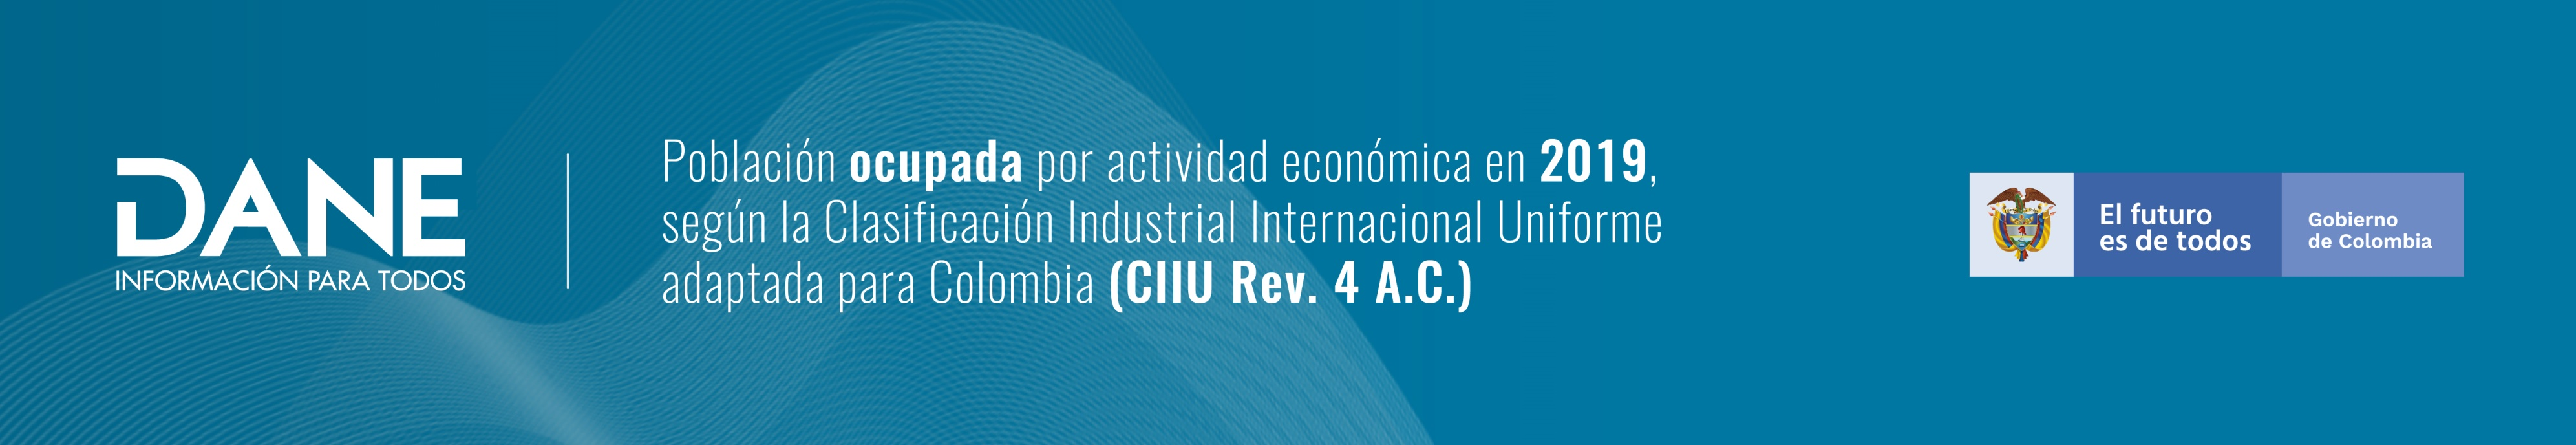 DANE
INFORMACIÓN PARA TODOS
Población ocupada por actividad económica en 2019,
según la Clasificación Industrial Internacional Uniforme
adaptada para Colombia (CIIU Rev. 4 A.C.)
El futuro
es de todos
Gobierno
de Colombia